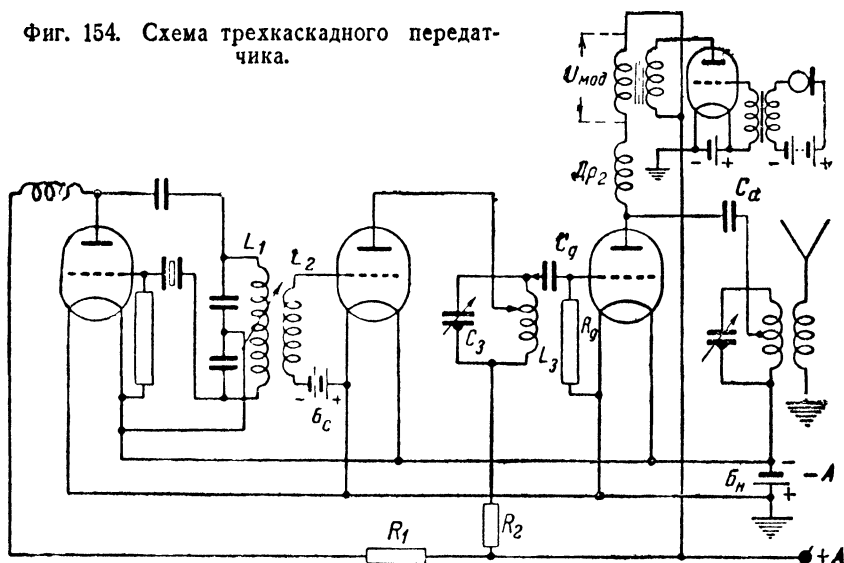 Фиг. 154. Схема трехкаскадного передат-
чика.
Uмод
Др2
Cа
L1
L2
Cg
C3
L3
Rg
Бс
Бн
- A
R1
R2
+A